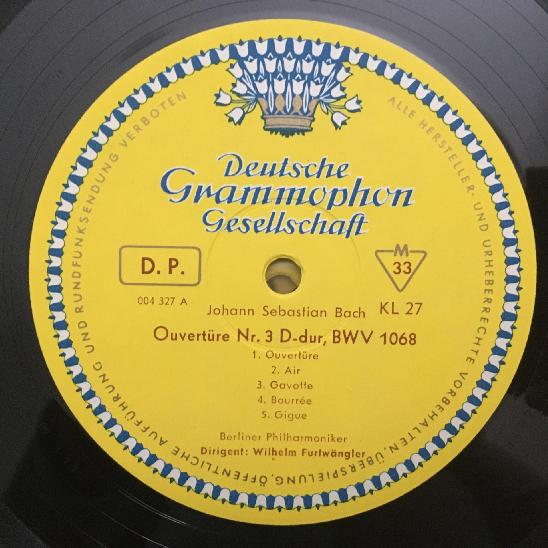 Deutsche
Grammophon
Gesellschaft
D. P.
M
33
004 327 A
Johann Sebastian Bach
KL 27
Ouvertüre Nr. 3 D-dur, BWV 1068
1. Ouvertüre
2. Air
3. Gavotte
4. Bourrée
5. Gigue
Berliner Philharmoniker
Dirigent: Wilhelm Furtwängler
ALLE HERSTELLER- UND URHEBERRECHTE VORBEHALTEN. ÜBERSPIELUNG, ÖFFENTLICHE AUFFÜHRUNG UND RUNDFUNKSENDUNG VERBOTEN